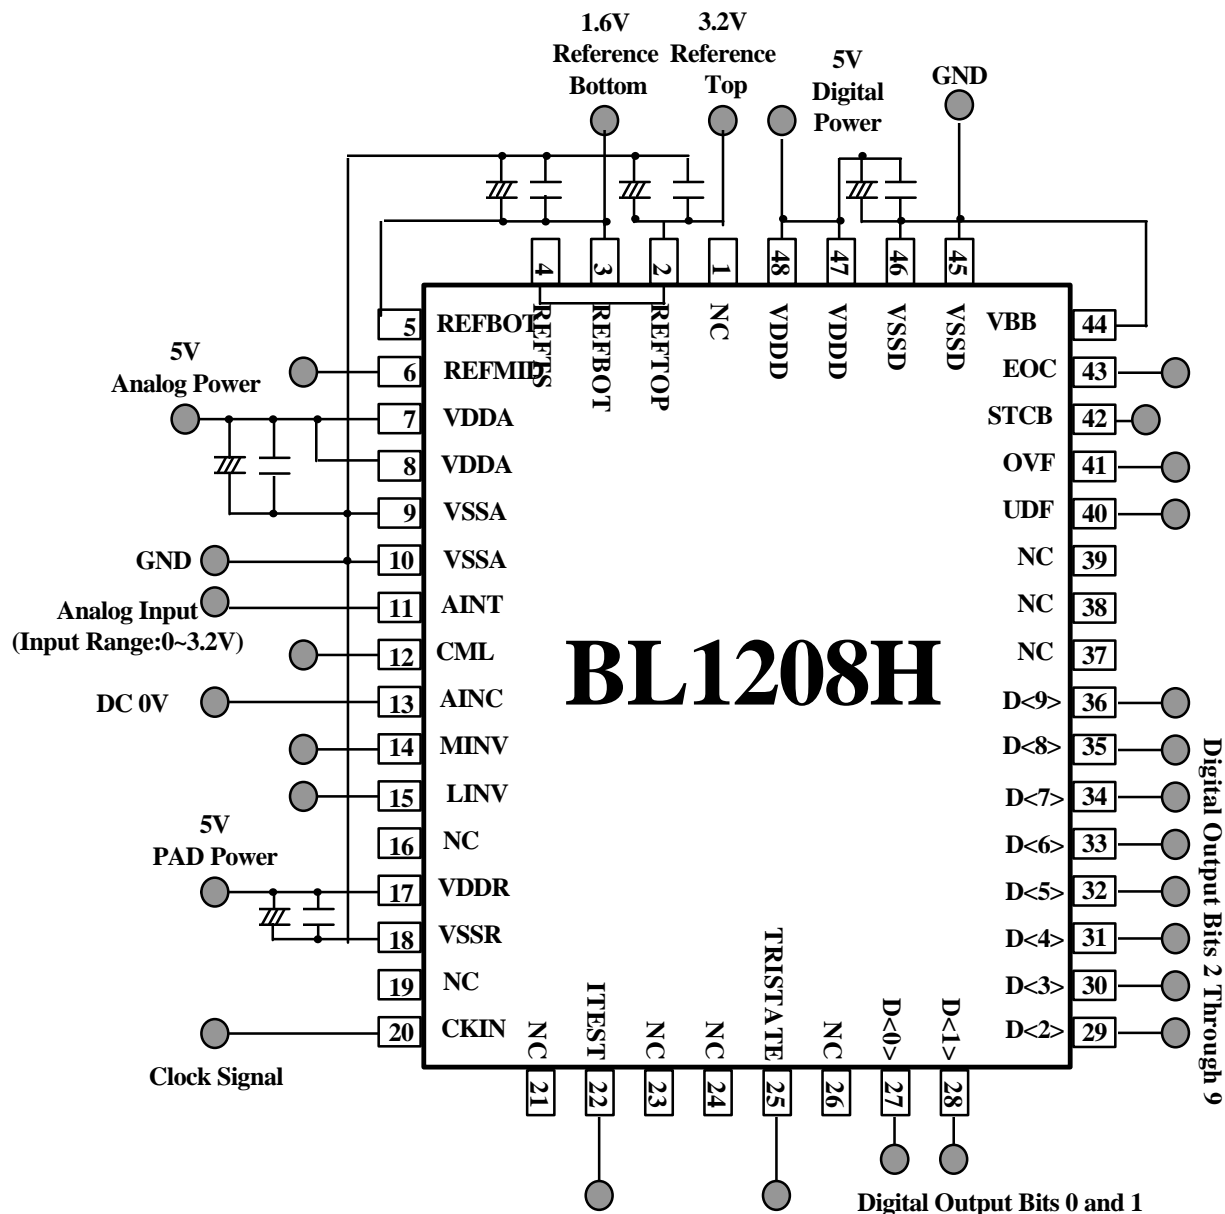 1.6V
Reference
Bottom
3.2V
Reference
Top
5V
Digital
Power
GND
4
3
2
1
48
47
46
45
REFTS
REFBOT
REFTOP
NC
VDDD
VDDD
VSSD
VSSD
5 REFBOT
6 REFMID
5V
Analog Power
7 VDDA
8 VDDA
9 VSSA
GND
10 VSSA
Analog Input
(Input Range:0~3.2V)
11 AINT
12 CML
DC 0V
13 AINC
14 MINV
15 LINV
5V
PAD Power
16 NC
17 VDDR
18 VSSR
19 NC
20 CKIN
Clock Signal
BL1208H
VBB 44
EOC 43
STCB 42
OVF 41
UDF 40
NC 39
NC 38
NC 37
D<9> 36
D<8> 35
D<7> 34
D<6> 33
D<5> 32
D<4> 31
D<3> 30
D<2> 29
Digital Output Bits 2 Through 9
NC
ITEST
NC
NC
TRISTATE
NC
D<0>
D<1>
21
22
23
24
25
26
27
28
Digital Output Bits 0 and 1